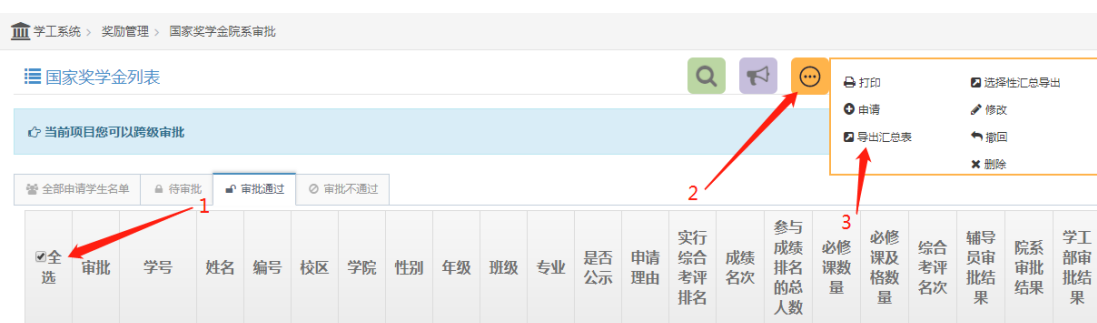 学工系统 > 奖励管理 > 国家奖学金院系审批
国家奖学金列表
打印
选择性汇总导出
申请
修改
导出汇总表
撤回
删除
当前项目您可以跨级审批
全部申请学生名单
待审批
审批通过
审批不通过
1
2
3
全
选
审批
学号
姓名
编号
校区
学院
性别
年级
班级
专业
是否
公示
申请
理由
实行
综合
考评
排名
成绩
名次
参与
成绩
排名
的总
人数
必修
课数
量
必修
课及
格数
量
综合
考评
名次
辅导
员审
批结
果
院系
审批
结果
学工
部审
批结
果